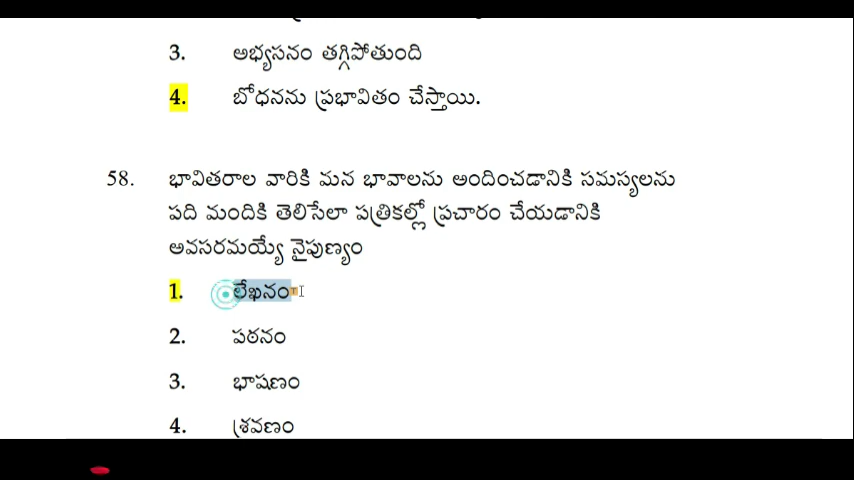 3. అభ్యసనం తగ్గిపోతుంది
4. బోధనను ప్రభావితం చేస్తాయి.
58. భావితరాల వారికి మన భావాలను అందించడానికి సమస్యలను
పది మందికి తెలిసేలా పత్రికల్లో ప్రచారం చేయడానికి
అవసరమయ్యే నైపుణ్యం
1. లేఖనం
2. పఠనం
3. భాషణం
4. శ్రవణం